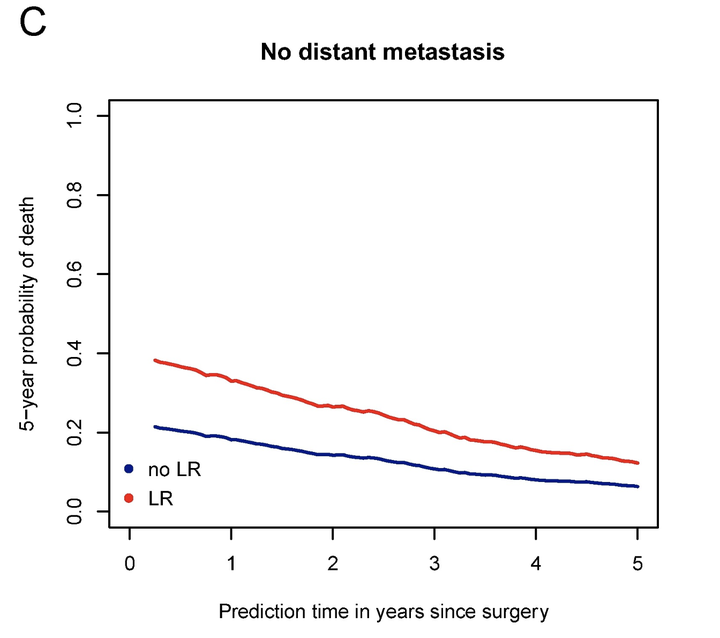 C
No distant metastasis
5−year probability of death
1.0
0.8
0.6
0.4
0.2
0.0
no LR
LR
0 1 2 3 4 5
Prediction time in years since surgery